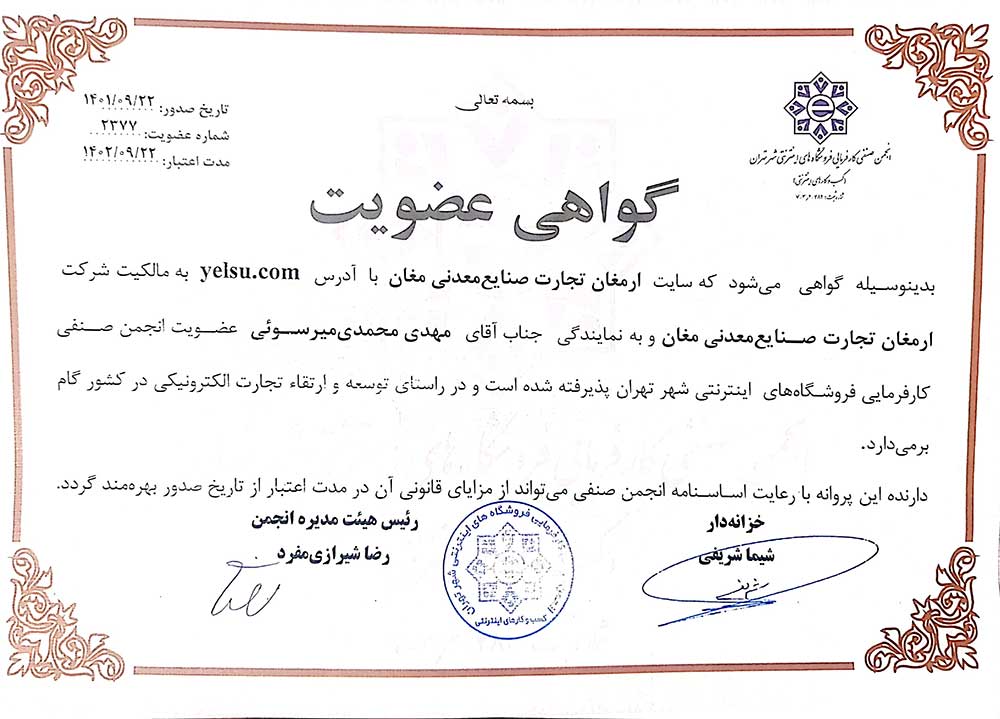 بسمه تعالی
انجمن صنفی کارفرمایی فروشگاه‌های اینترنتی شهر تهران
(کسب و کارهای اینترنتی)
تاریخ صدور: ۱۴۰۱/۰۹/۲۲
شماره عضویت: ۲۳۷۷
مدت اعتبار: ۱۴۰۲/۰۹/۲۲
گواهی عضویت
بدینوسیله گواهی می‌شود که سایت ارمغان تجارت صنایع‌معدنی مغان با آدرس yelsu.com به مالکیت شرکت
ارمغان تجارت صنایع‌معدنی مغان و به نمایندگی جناب آقای مهدی محمدی‌میرسوئی عضویت انجمن صنفی
کارفرمایی فروشگاه‌های اینترنتی شهر تهران پذیرفته شده است و در راستای توسعه و ارتقاء تجارت الکترونیکی در کشور گام
برمی‌دارد.
دارنده این پروانه با رعایت اساسنامه انجمن صنفی می‌تواند از مزایای قانونی آن در مدت اعتبار از تاریخ صدور بهره‌مند گردد.
خزانه‌دار
شیما شریفی
رئیس هیئت مدیره انجمن
رضا شیرازی‌مفرد
کارفرمایی فروشگاه های اینترنتی شهر تهران
کسب و کارهای اینترنتی